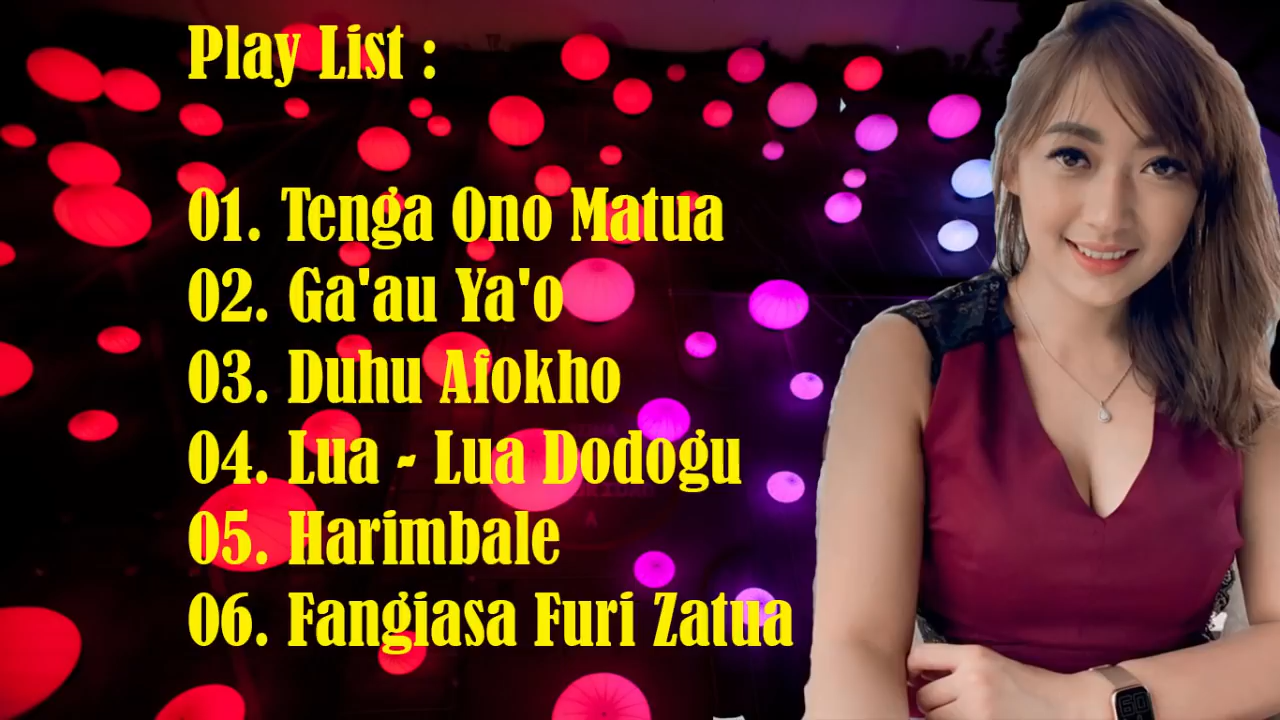 Play List :
01. Tenga Ono Matua
02. Ga'au Ya'o
03. Duhu Afokho
04. Lua - Lua Dodogu
05. Harimbale
06. Fangiasa Furi Zatua